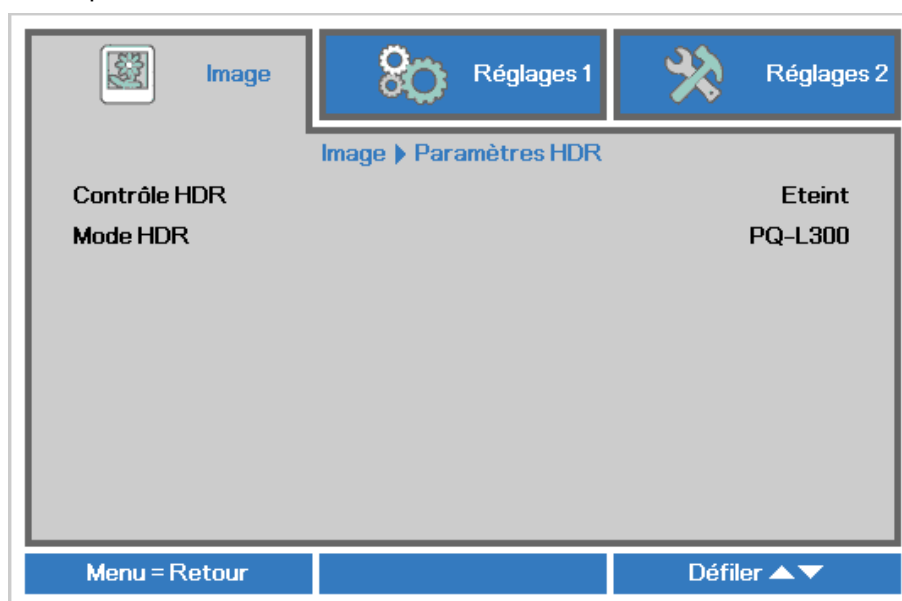 Image
Réglages 1
Réglages 2
Image ▶ Paramètres HDR
Contrôle HDR Eteint
Mode HDR PQ-L300
Menu = Retour
Défiler ▲▼